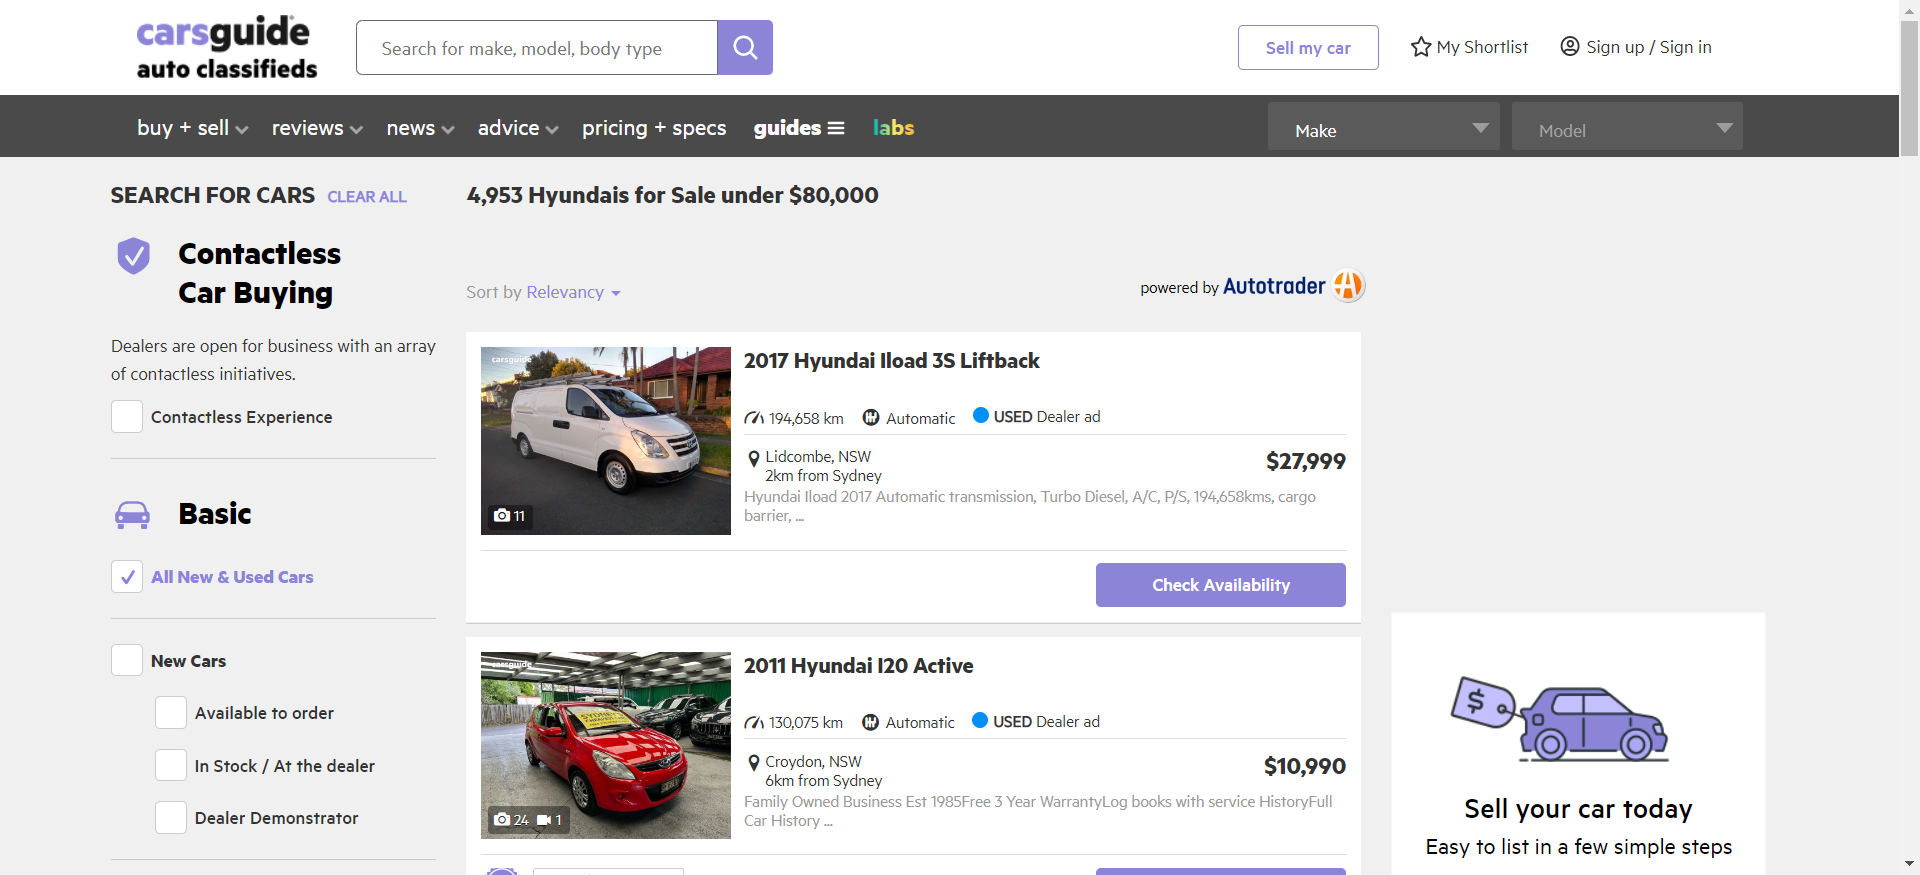 carsguide
auto classifieds
Search for make, model, body type
Sell my car
My Shortlist
Sign up / Sign in
buy + sell
reviews
news
advice
pricing + specs
guides
labs
Make
Model
SEARCH FOR CARS CLEAR ALL
Contactless
Car Buying
Dealers are open for business with an array
of contactless initiatives.
Contactless Experience
Basic
All New & Used Cars
New Cars
Available to order
In Stock / At the dealer
Dealer Demonstrator
4,953 Hyundais for Sale under $80,000
Sort by Relevancy
powered by Autotrader
carsguide
11
2017 Hyundai Iload 3S Liftback
194,658 km Automatic USED Dealer ad
Lidcombe, NSW
2km from Sydney
$27,999
Hyundai Iload 2017 Automatic transmission, Turbo Diesel, A/C, P/S, 194,658kms, cargo
barrier, ...
Check Availability
carsguide
24 1
2011 Hyundai I20 Active
130,075 km Automatic USED Dealer ad
Croydon, NSW
6km from Sydney
$10,990
Family Owned Business Est 1985Free 3 Year WarrantyLog books with service HistoryFull
Car History ...
$
Sell your car today
Easy to list in a few simple steps